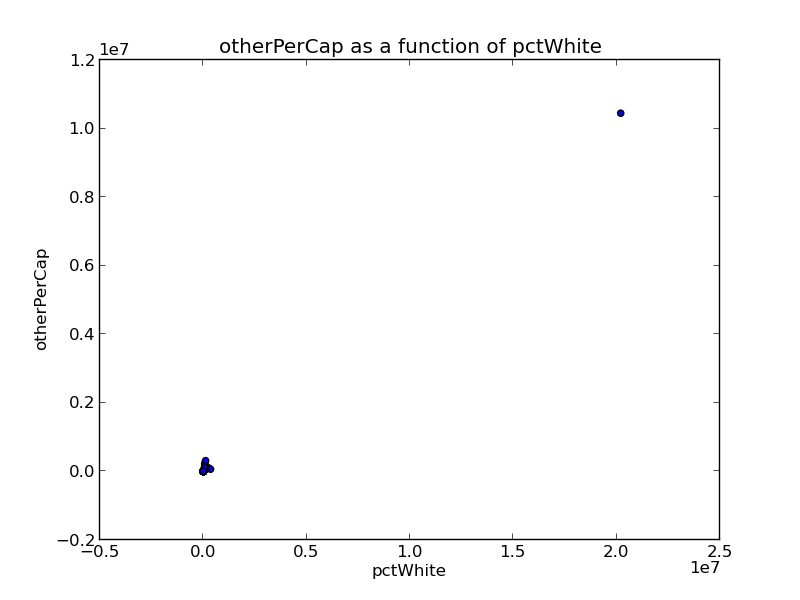 otherPerCap as a function of pctWhite
1e7
1.2
1.0
0.8
0.6
0.4
0.2
0.0
−0.2
otherPerCap
−0.5 0.0 0.5 1.0 1.5 2.0 2.5
1e7
pctWhite